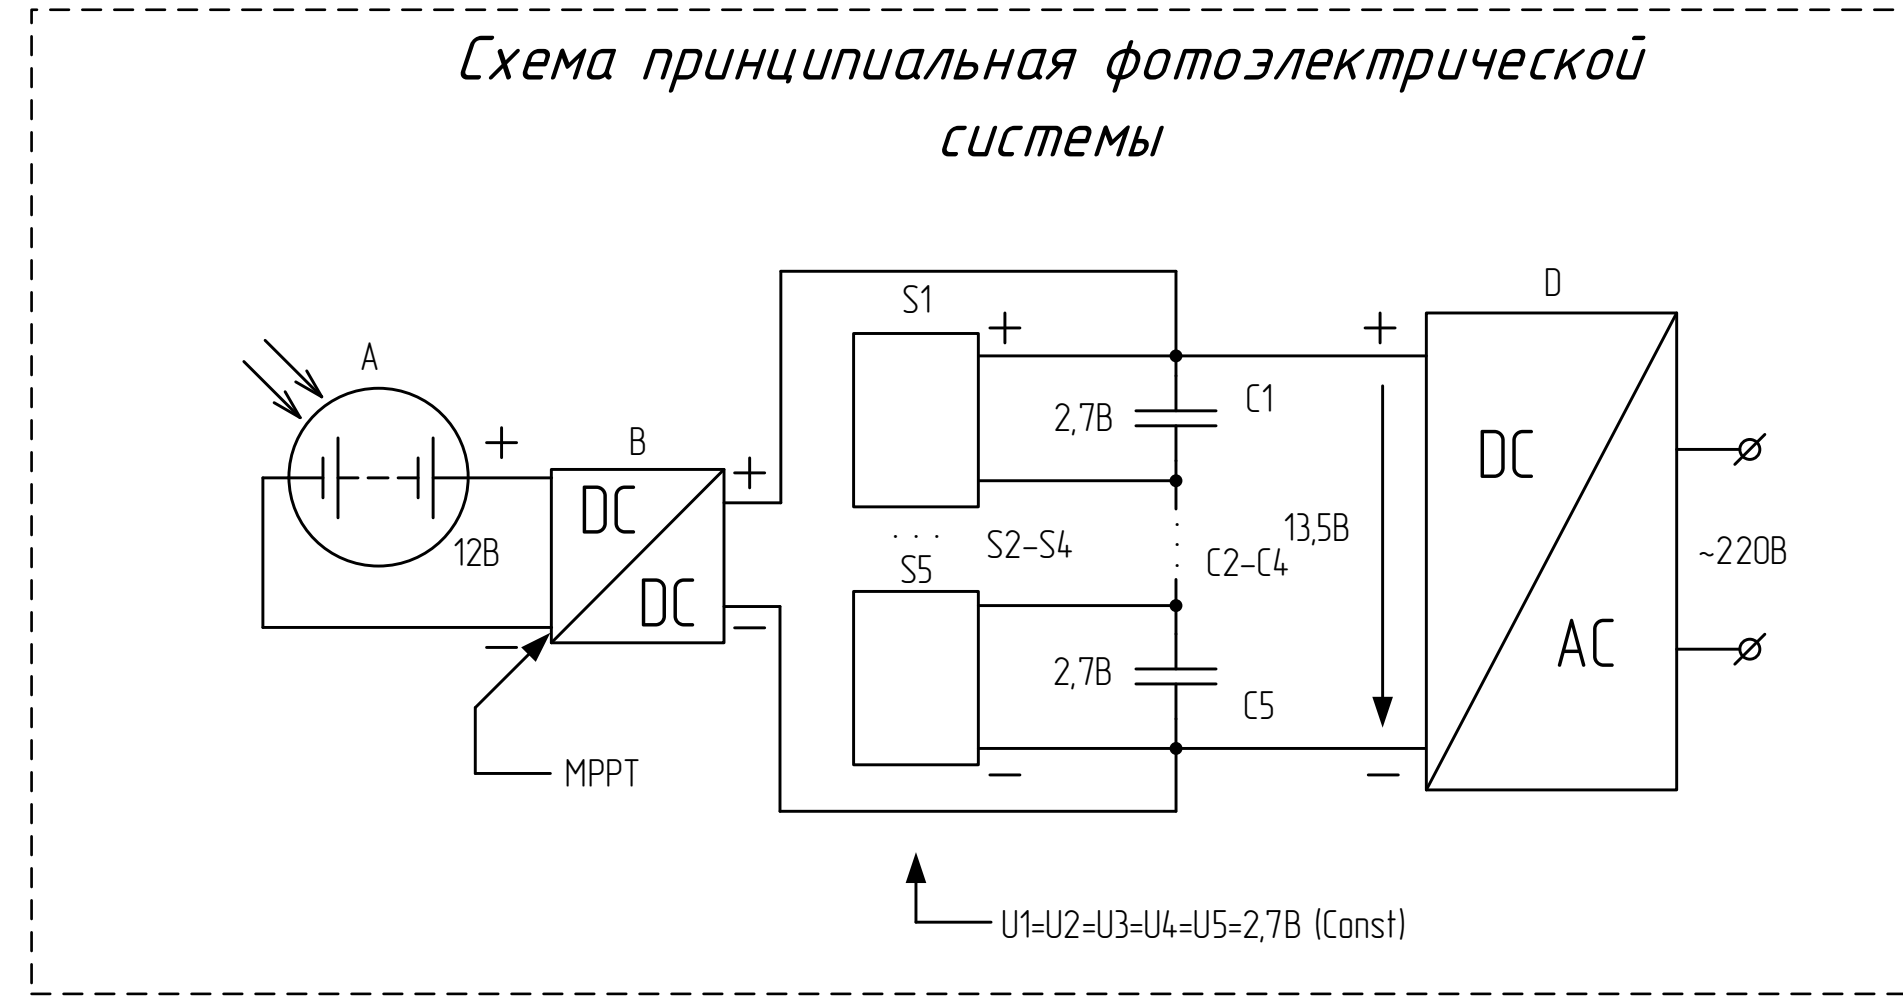 Схема принципиальная фотоэлектрической
системы
D
S1
+
+
A
C1
2,7В
+
B
+
DC
DC
13,5В
12В
S2-S4
C2-C4
~220В
S5
DC
AC
−
−
2,7В
C5
MPPT
−
−
U1=U2=U3=U4=U5=2,7В (Const)